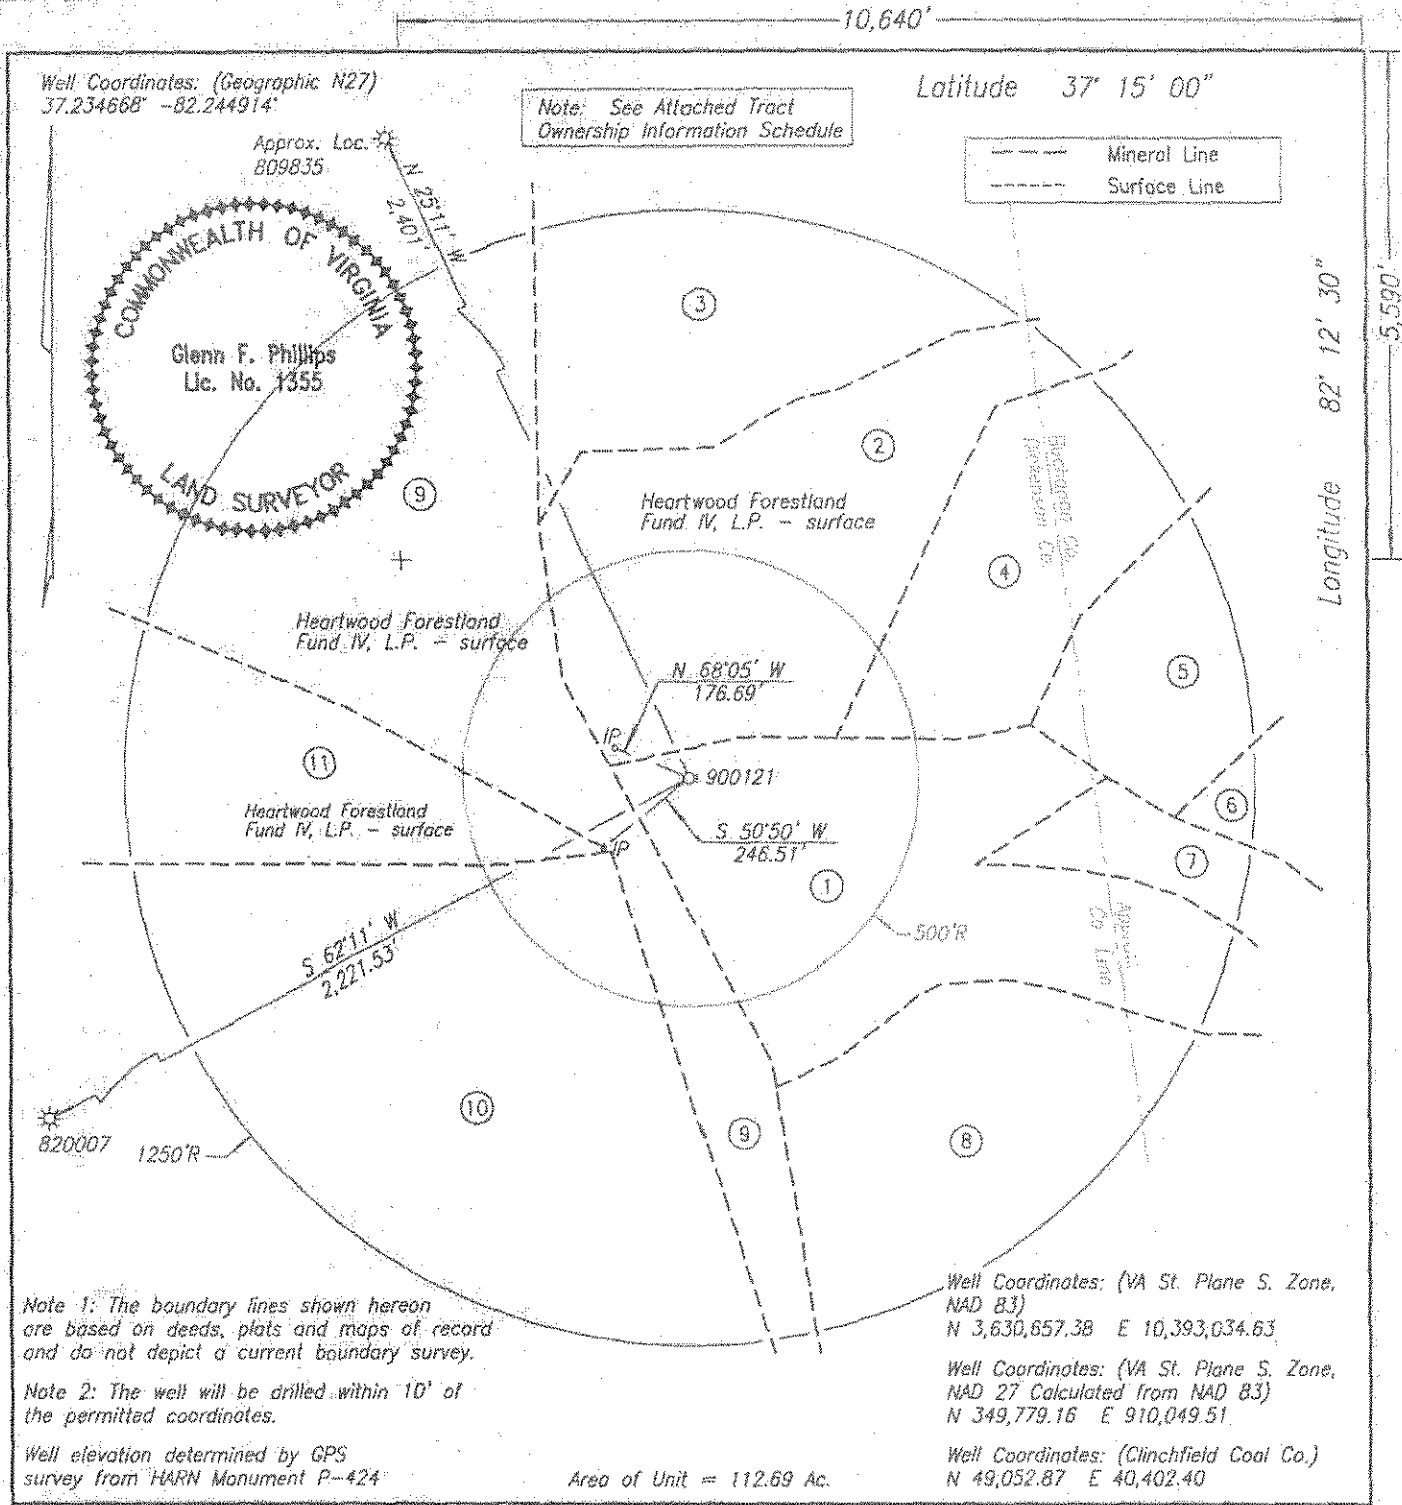 10,640'
Well Coordinates: (Geographic N27)
37.234668° -82.244914°
Note: See Attached Tract
Ownership Information Schedule
Latitude 37° 15' 00"
Mineral Line
Surface Line
Approx. Loc.
809835
N 25°11' W
2,401'
COMMONWEALTH OF VIRGINIA
Glenn F. Phillips
Lic. No. 1355
LAND SURVEYOR
5,590'
Longitude 82° 12' 30"
3
2
9
Heartwood Forestland
Fund IV, L.P. - surface
Buchanan Co
Dickenson Co
4
Heartwood Forestland
Fund IV, L.P. - surface
5
N 68°05' W
176.69'
IP
11
900121
6
Heartwood Forestland
Fund IV, L.P. - surface
S 50°50' W
246.51'
IP
7
1
500'R
Approx.
Co Line
S 62°11' W
2,221.53'
10
9
8
820007
1250'R
Note 1: The boundary lines shown hereon
are based on deeds, plats and maps of record
and do not depict a current boundary survey.
Note 2: The well will be drilled within 10' of
the permitted coordinates.
Well elevation determined by GPS
survey from HARN Monument P-424
Area of Unit = 112.69 Ac.
Well Coordinates: (VA St. Plane S. Zone,
NAD 83)
N 3,630,657.38 E 10,393,034.63
Well Coordinates: (VA St. Plane S. Zone,
NAD 27 Calculated from NAD 83)
N 349,779.16 E 910,049.51
Well Coordinates: (Clinchfield Coal Co.)
N 49,052.87 E 40,402.40